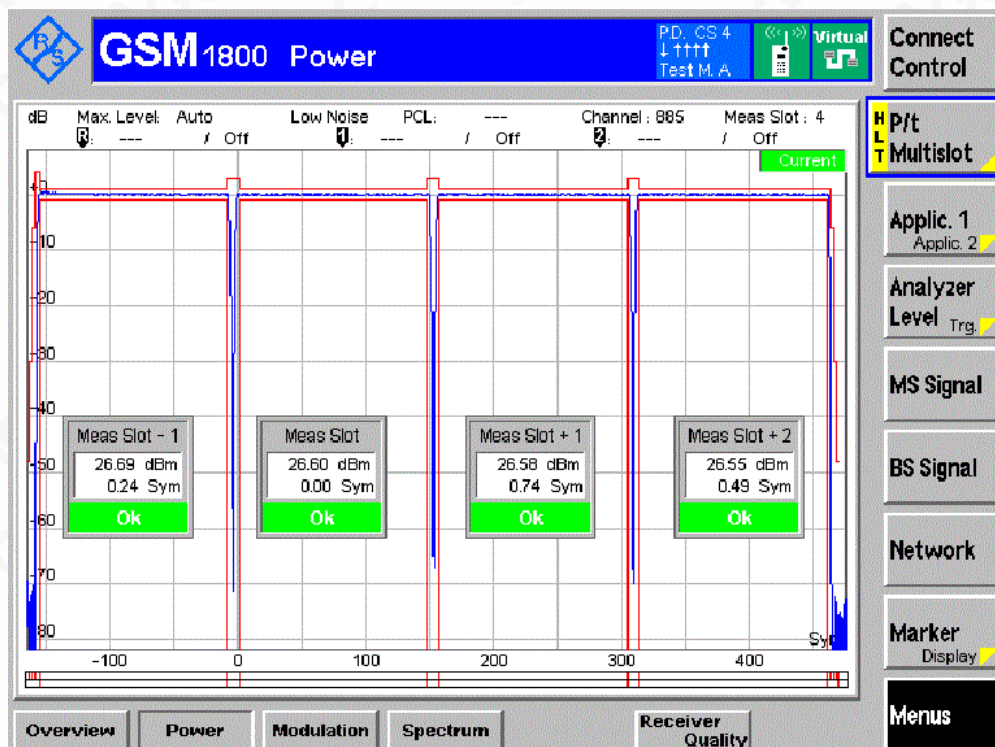 R/S
GSM 1800 Power
PD. CS 4
↓↑↑↑↑
Test M. A
Virtual
Connect
Control
dB Max. Level: Auto Low Noise PCL: --- Channel : 885 Meas Slot : 4
R: --- / Off 1: --- / Off 2: --- / Off
Current
H L T
P/t
Multislot
+0
-10
-20
-30
-40
-50
-60
-70
-80
Meas Slot - 1
26.69 dBm
0.24 Sym
Ok
Meas Slot
26.60 dBm
0.00 Sym
Ok
Meas Slot + 1
26.58 dBm
0.74 Sym
Ok
Meas Slot + 2
26.55 dBm
0.49 Sym
Ok
-100 0 100 200 300 400
Applic. 1
Applic. 2
Analyzer
Level Trg.
MS Signal
BS Signal
Network
Marker
Display
Menus
Overview Power Modulation Spectrum Receiver
Quality